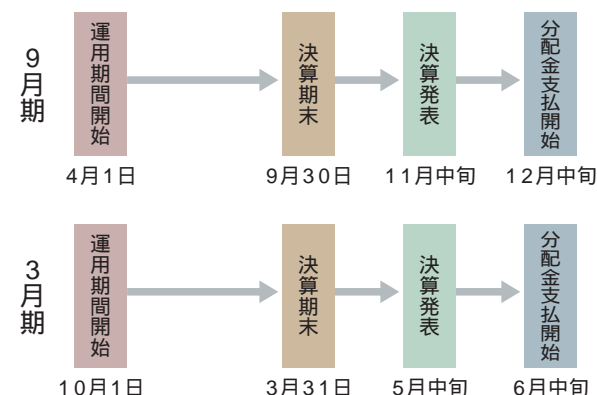 9月期
運用期間開始
決算期末
決算発表
分配金支払開始
4月1日
9月30日
11月中旬
12月中旬
3月期
運用期間開始
決算期末
決算発表
分配金支払開始
10月1日
3月31日
5月中旬
6月中旬